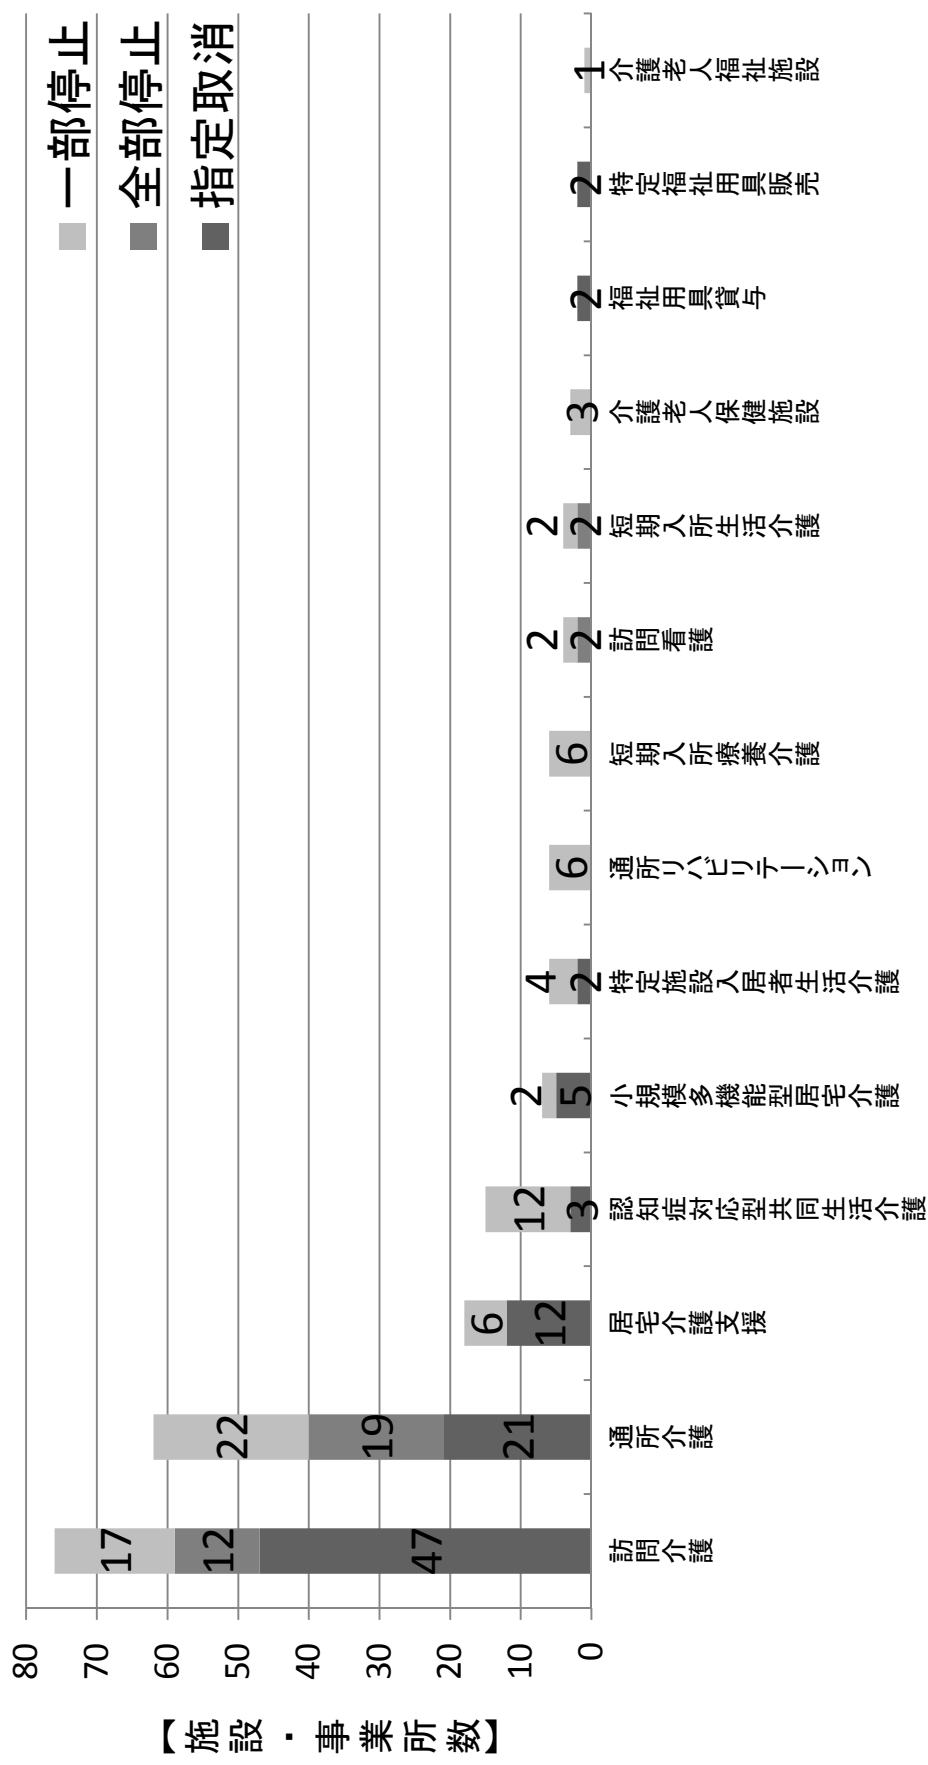 一部停止
全部停止
指定取消
【施設・事業所数】
80
70
60
50
40
30
20
10
0
17
12
47
22
19
21
6
12
12
3
2
5
4
2
6
6
2
2
2
2
3
2
2
1
訪問介護
通所介護
居宅介護支援
認知症対応型共同生活介護
小規模多機能型居宅介護
特定施設入居者生活介護
通所リハビリテーション
短期入所療養介護
訪問看護
短期入所生活介護
介護老人保健施設
福祉用具貸与
特定福祉用具販売
介護老人福祉施設